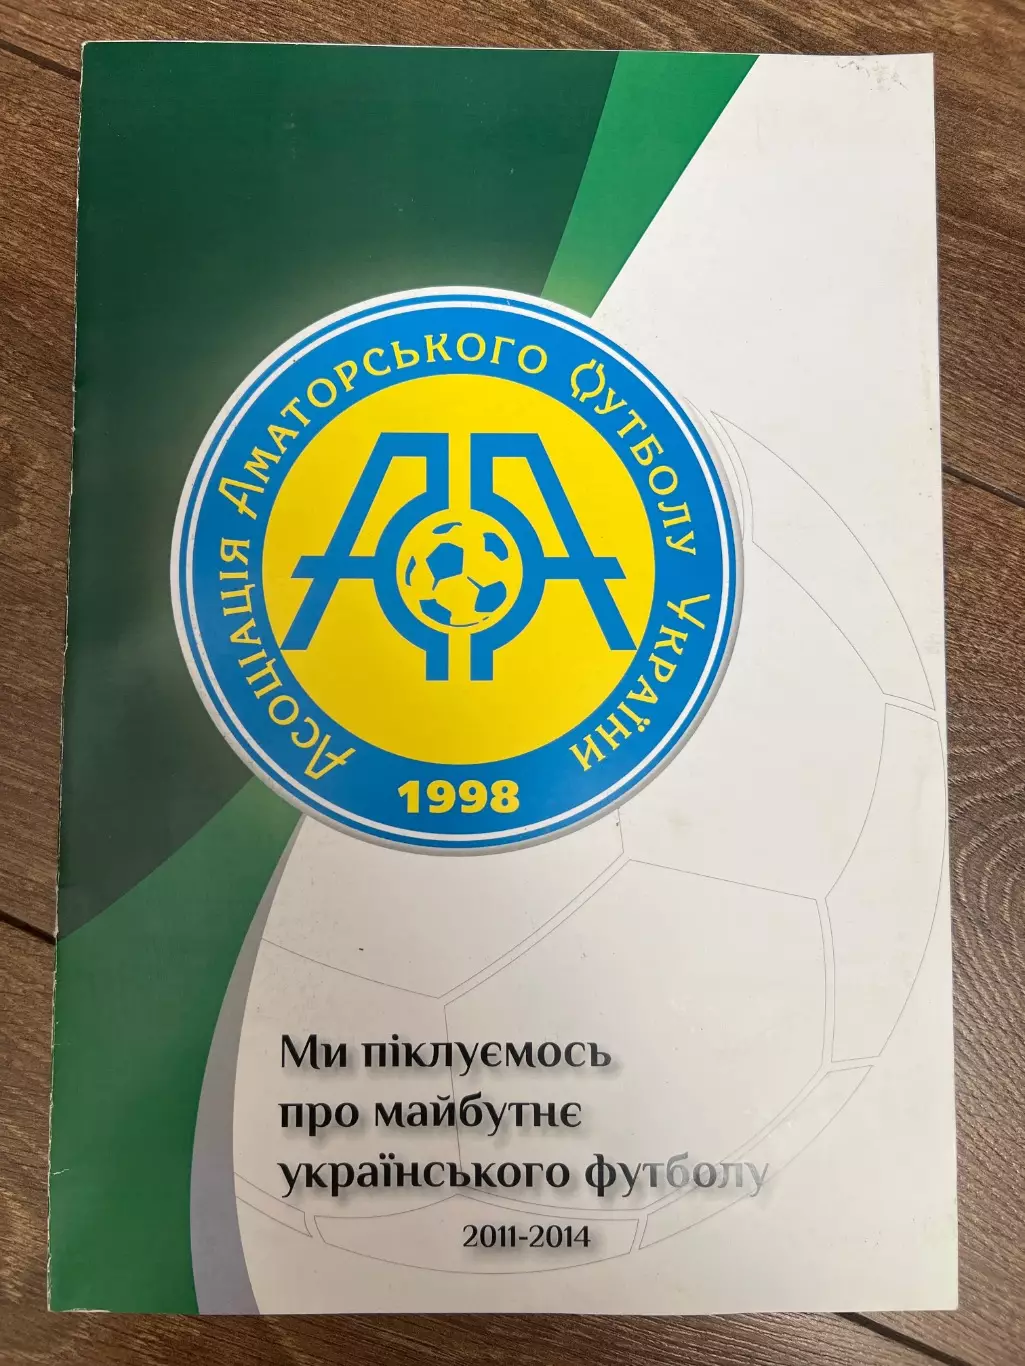 Асоціація Аматорського Футболу України
1998
Ми піклуємось
про майбутнє
українського футболу
2011-2014